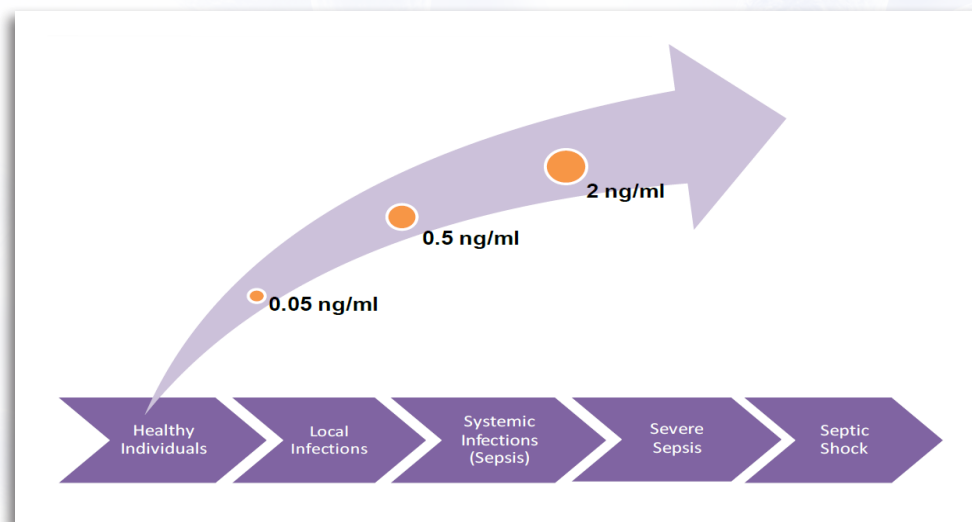 2 ng/ml
0.5 ng/ml
0.05 ng/ml
Healthy
Individuals
Local
Infections
Systemic
Infections
(Sepsis)
Severe
Sepsis
Septic
Shock